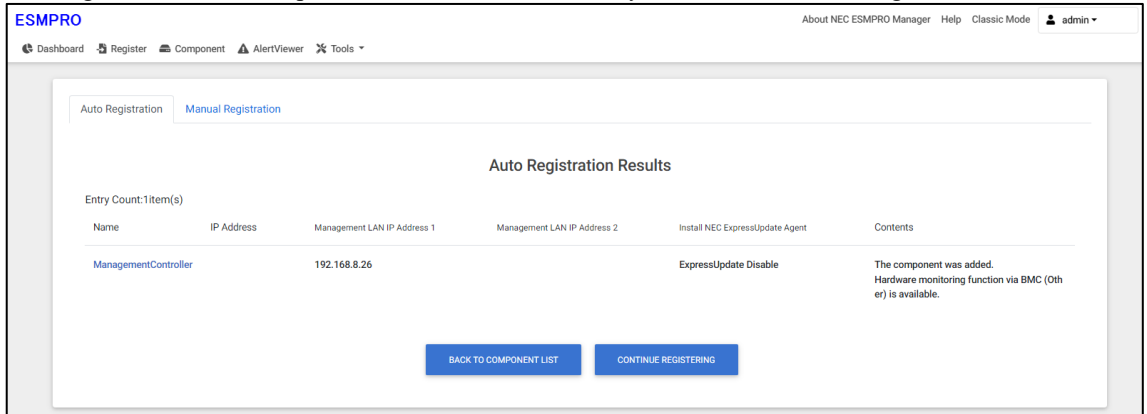 ESMPRO
About NEC ESMPRO Manager Help Classic Mode admin
Dashboard Register Component AlertViewer Tools
Auto Registration Manual Registration
Auto Registration Results
Entry Count:1item(s)
Name IP Address Management LAN IP Address 1 Management LAN IP Address 2 Install NEC ExpressUpdate Agent Contents
ManagementController 192.168.8.26 ExpressUpdate Disable The component was added.
Hardware monitoring function via BMC (Oth
er) is available.
BACK TO COMPONENT LIST CONTINUE REGISTERING